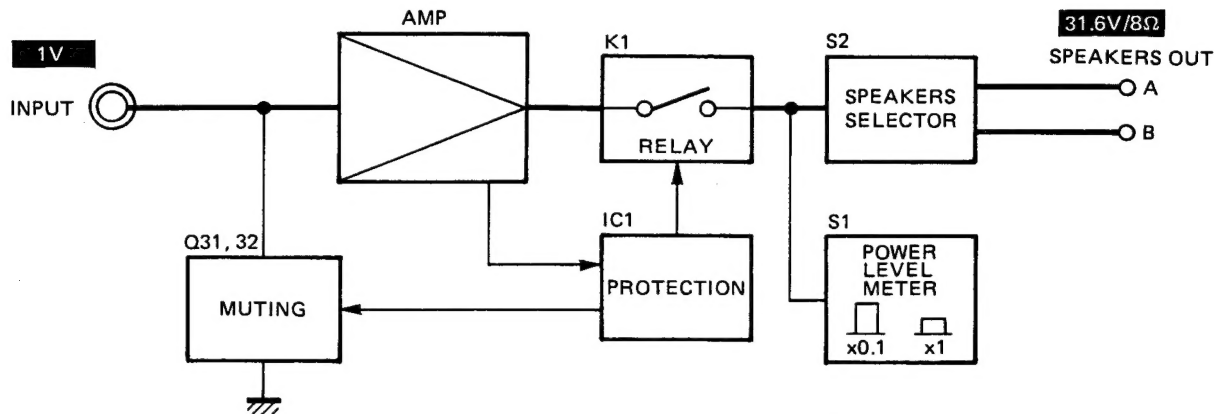 AMP
31.6V/8Ω
1V
K1
S2
SPEAKERS OUT
INPUT
SPEAKERS
SELECTOR
A
B
RELAY
Q31, 32
IC1
S1
MUTING
PROTECTION
POWER
LEVEL
METER
x0.1
x1